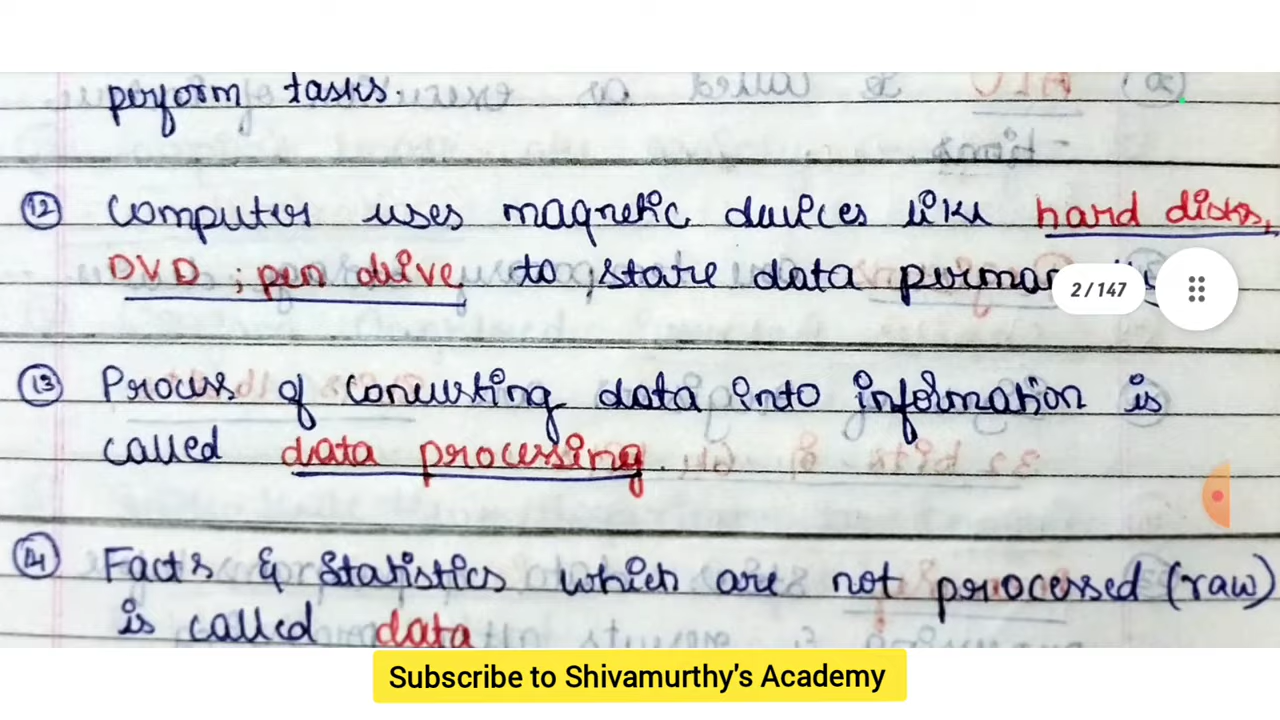 perform tasks.
12 Computer uses magnetic devices like hard disks,
DVD ; pen drive to store data perman
2 / 147
13 Process of converting data into information is
called data processing.
14 Facts & Statistics which are not processed (raw)
is called data
Subscribe to Shivamurthy's Academy